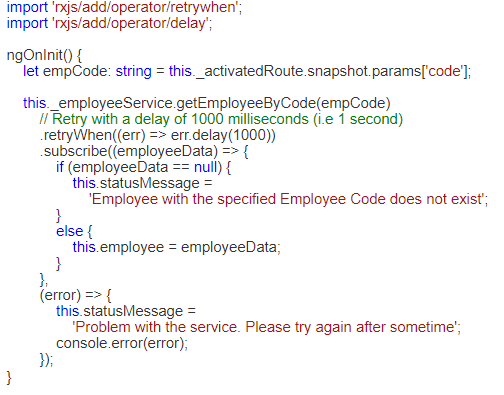 import 'rxjs/add/operator/retrywhen';
import 'rxjs/add/operator/delay';
ngOnInit() {
let empCode: string = this._activatedRoute.snapshot.params['code'];
this._employeeService.getEmployeeByCode(empCode)
// Retry with a delay of 1000 milliseconds (i.e 1 second)
.retryWhen((err) => err.delay(1000))
.subscribe((employeeData) => {
if (employeeData == null) {
this.statusMessage =
'Employee with the specified Employee Code does not exist';
}
else {
this.employee = employeeData;
}
},
(error) => {
this.statusMessage =
'Problem with the service. Please try again after sometime';
console.error(error);
});
}